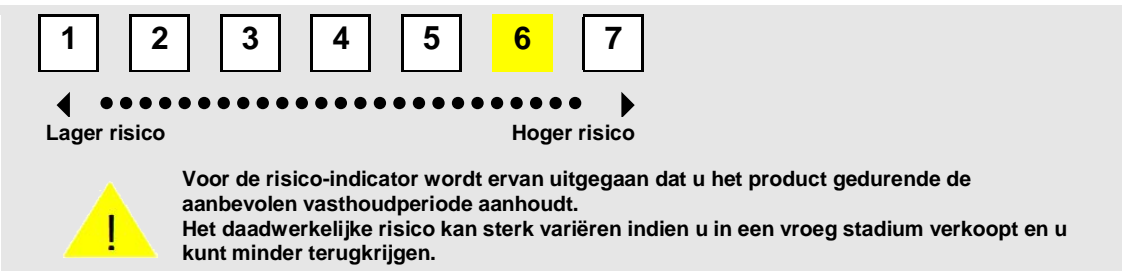 1 2 3 4 5 6 7
Lager risico Hoger risico
Voor de risico-indicator wordt ervan uitgegaan dat u het product gedurende de
aanbevolen vasthoudperiode aanhoudt.
! Het daadwerkelijke risico kan sterk variëren indien u in een vroeg stadium verkoopt en u
kunt minder terugkrijgen.